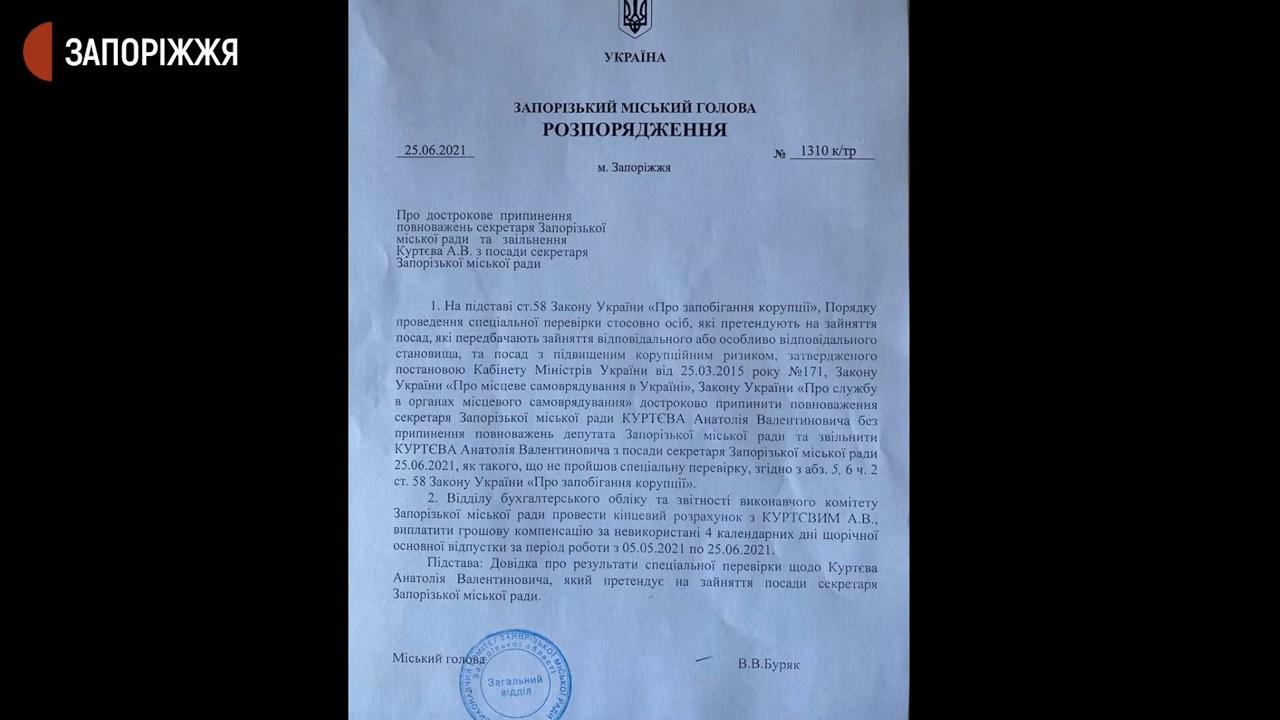 ЗАПОРІЖЖЯ
УКРАЇНА
ЗАПОРІЗЬКИЙ МІСЬКИЙ ГОЛОВА
РОЗПОРЯДЖЕННЯ
25.06.2021 № 1310 к/тр
м. Запоріжжя
Про дострокове припинення
повноважень секретаря Запорізької
міської ради та звільнення
Куртєва А.В. з посади секретаря
Запорізької міської ради
1. На підставі ст.58 Закону України «Про запобігання корупції», Порядку
проведення спеціальної перевірки стосовно осіб, які претендують на зайняття
посад, які передбачають зайняття відповідального або особливо відповідального
становища, та посад з підвищеним корупційним ризиком, затвердженого
постановою Кабінету Міністрів України від 25.03.2015 року №171, Закону
України «Про місцеве самоврядування в Україні», Закону України «Про службу
в органах місцевого самоврядування» достроково припинити повноваження
секретаря Запорізької міської ради КУРТЄВА Анатолія Валентиновича без
припинення повноважень депутата Запорізької міської ради та звільнити
КУРТЄВА Анатолія Валентиновича з посади секретаря Запорізької міської ради
25.06.2021, як такого, що не пройшов спеціальну перевірку, згідно з абз. 5, 6 ч. 2
ст. 58 Закону України «Про запобігання корупції».
2. Відділу бухгалтерського обліку та звітності виконавчого комітету
Запорізької міської ради провести кінцевий розрахунок з КУРТЄВИМ А.В.,
виплатити грошову компенсацію за невикористані 4 календарних дні щорічної
основної відпустки за період роботи з 05.05.2021 по 25.06.2021.
Підстава: Довідка про результати спеціальної перевірки щодо Куртєва
Анатолія Валентиновича, який претендує на зайняття посади секретаря
Запорізької міської ради.
Міський голова В.В.Буряк
ВИКОНАВЧИЙ КОМІТЕТ ЗАПОРІЗЬКОЇ МІСЬКОЇ РАДИ
Запорізької області
Загальний
відділ